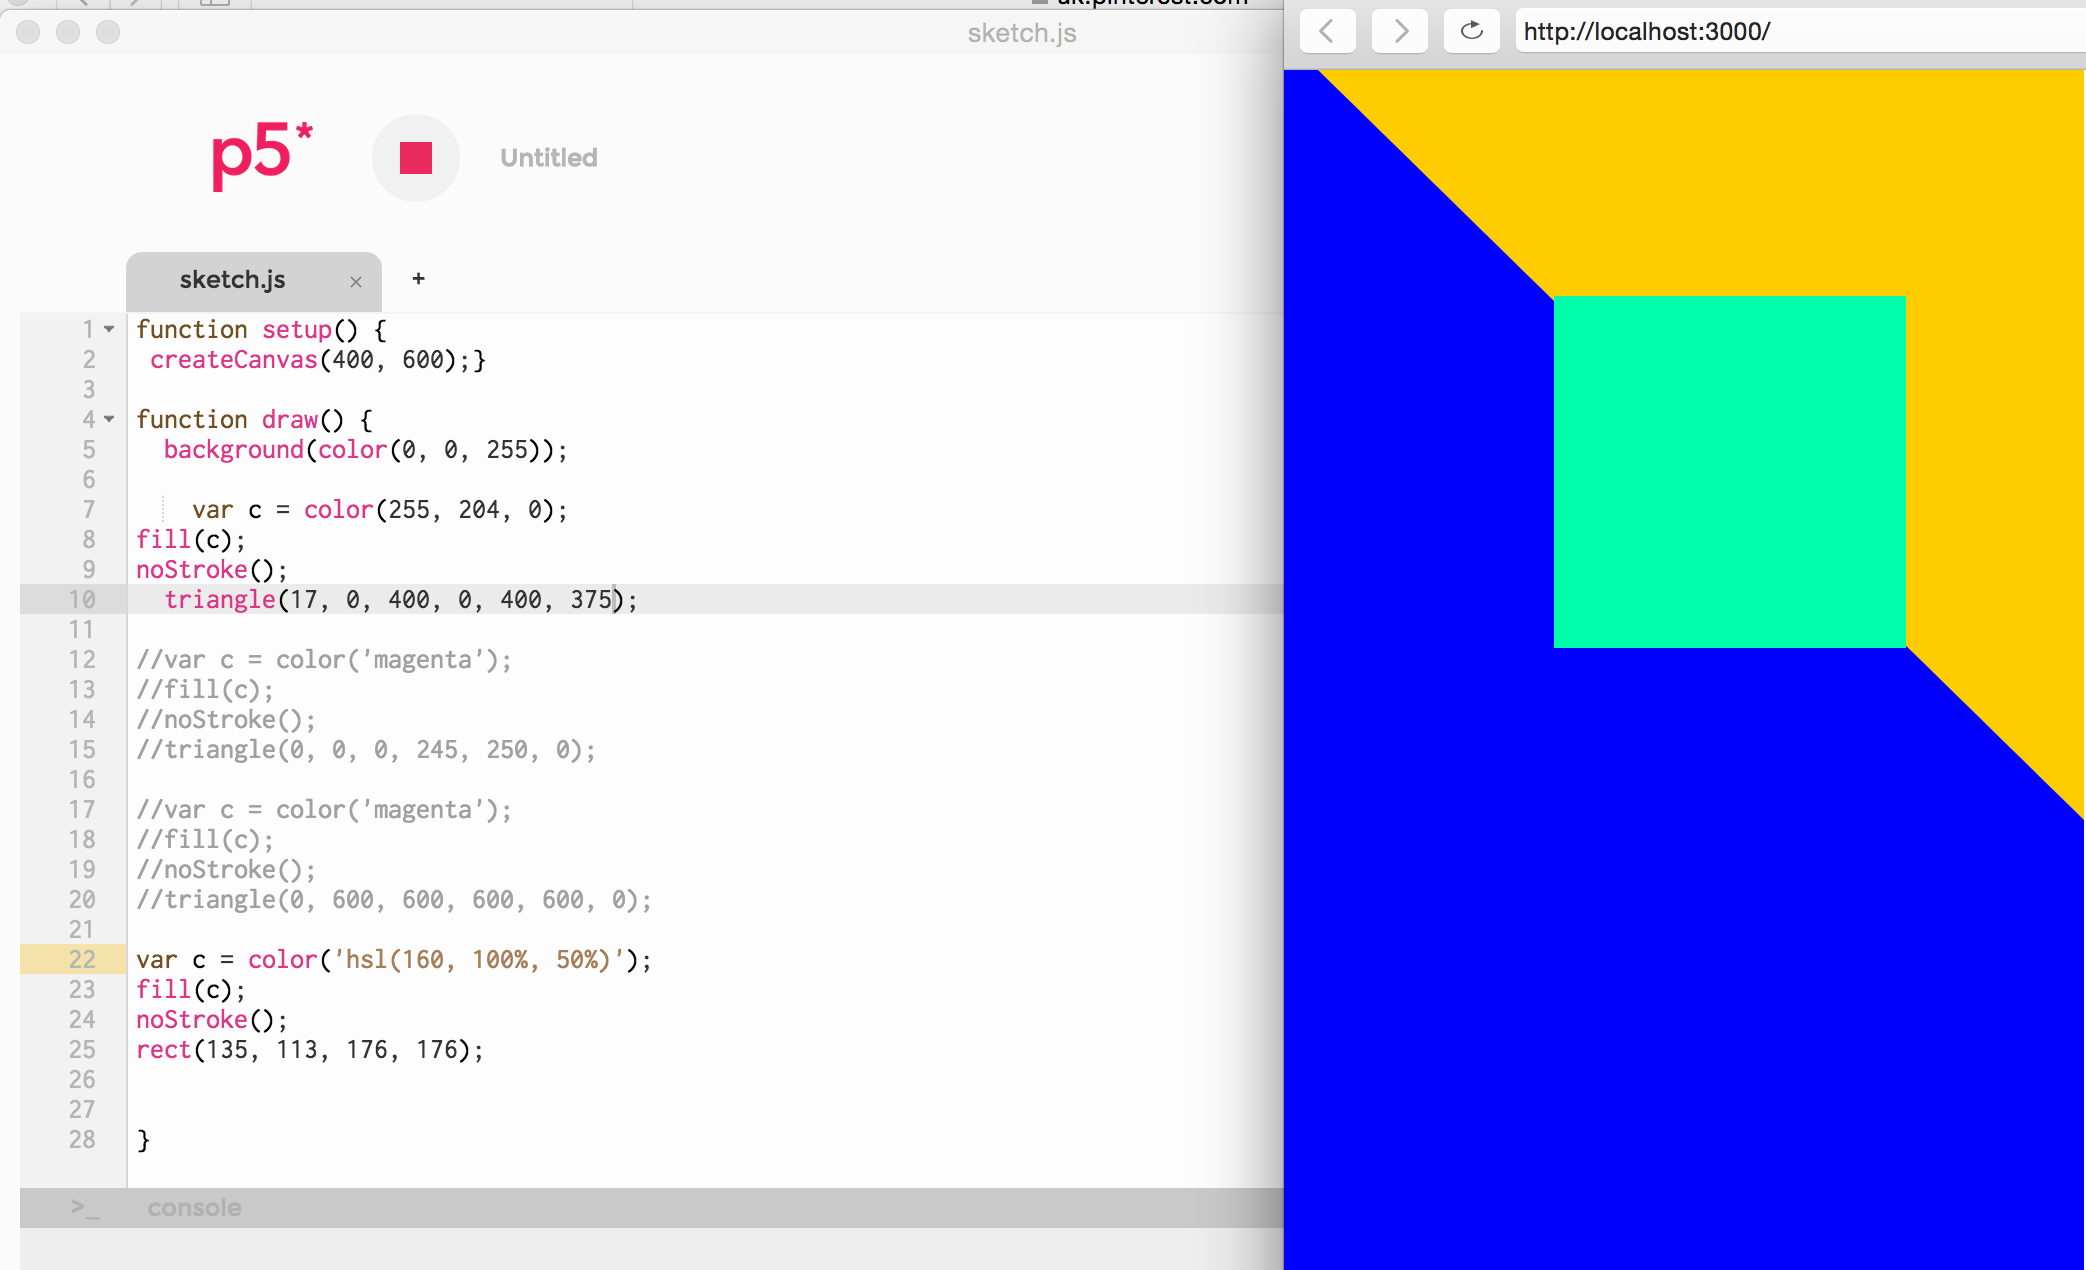 uk.pinterest.com
sketch.js
http://localhost:3000/
p5*
Untitled
sketch.js × +
1 function setup() {
2  createCanvas(400, 600);}
3
4 function draw() {
5   background(color(0, 0, 255));
6
7     var c = color(255, 204, 0);
8 fill(c);
9 noStroke();
10   triangle(17, 0, 400, 0, 400, 375);
11
12 //var c = color('magenta');
13 //fill(c);
14 //noStroke();
15 //triangle(0, 0, 0, 245, 250, 0);
16
17 //var c = color('magenta');
18 //fill(c);
19 //noStroke();
20 //triangle(0, 600, 600, 600, 600, 0);
21
22 var c = color('hsl(160, 100%, 50%)');
23 fill(c);
24 noStroke();
25 rect(135, 113, 176, 176);
26
27
28 }
>_ console